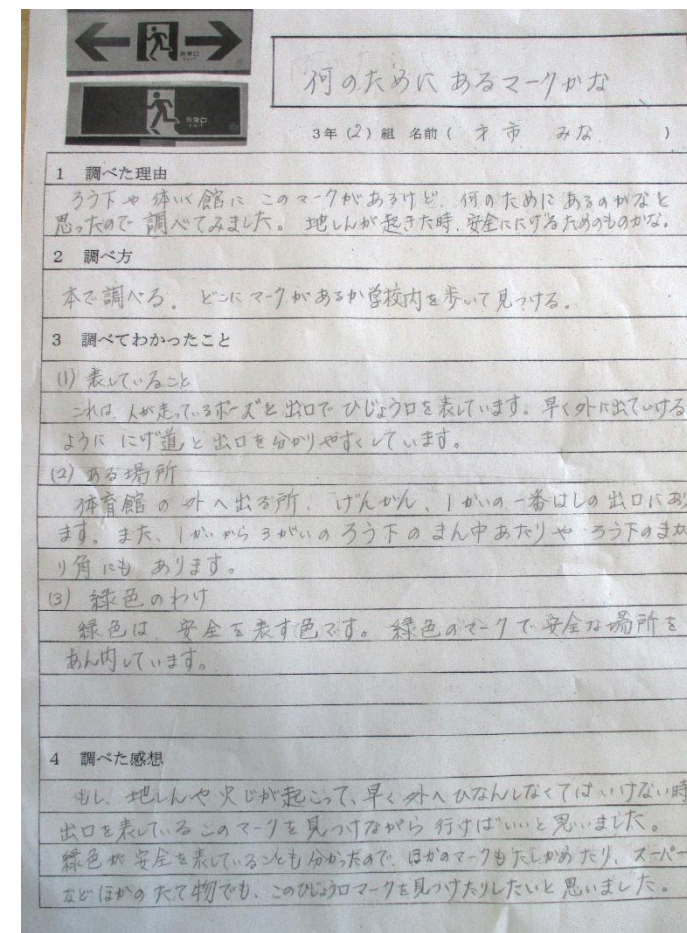 非常口
EXIT
非常口
EXIT
何のためにあるマークかな
3年(2)組 名前( 才市 みな )
1 調べた理由
ろう下や体いく館にこのマークがあるけど、何のためにあるのかなと
思ったので調べてみました。地しんが起きた時、安全ににげるためのものかな。
2 調べ方
本で調べる。どこにマークがあるか学校内を歩いて見つける。
3 調べてわかったこと
(1) 表していること
これは、人が走っているポーズと出口でひじょう口を表しています。早く外に出ていける
ように にげ道と出口を分かりやすくしています。
(2) ある場所
体育館の外へ出る所、げんかん、1かいの一番はしの出口にあり
ます。また、1かいから3がいのろう下のまん中あたりや ろう下のまが
り角にもあります。
(3) 緑色のわけ
緑色は、安全を表す色です。緑色のマークで安全な場所を
あん内しています。
4 調べた感想
もし、地しんや火じが起こって、早く外へひなんしなくてはいけない時
出口を表しているこのマークを見つけながら行けばいいと思いました。
緑色が安全を表していることも分かったので、ほかのマークもたしかめたり、スーパー
などほかのたて物でも、このひじょう口マークを見つけたりしたいと思いました。